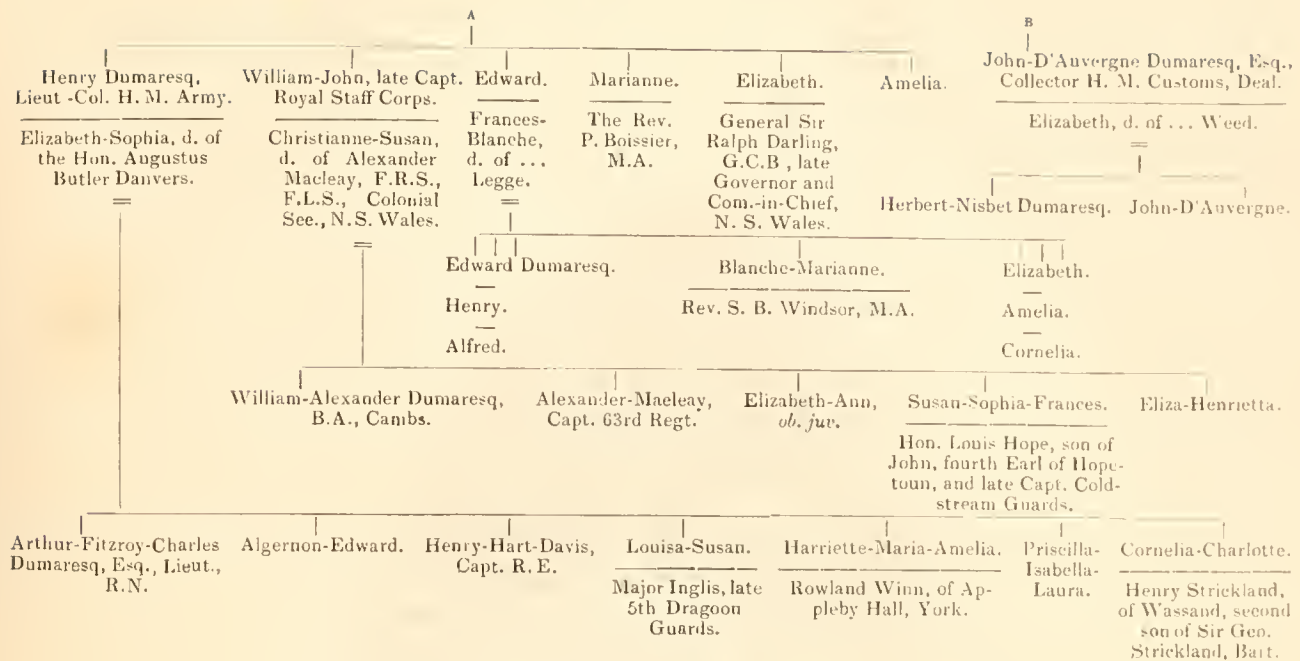 A
B
Henry Dumaresq,
Lieut-Col. H. M. Army.
Elizabeth-Sophia, d. of
the Hon. Augustus
Butler Danvers.
William-John, late Capt.
Royal Staff Corps.
Christianne-Susan,
d. of Alexander
Macleay, F.R.S.,
F.L.S., Colonial
See., N.S. Wales.
Edward.
Frances-
Blanche,
d. of ...
Legge.
Marianne.
The Rev.
P. Boissier,
M.A.
Elizabeth.
General Sir
Ralph Darling,
G.C.B, late
Governor and
Com.-in-Chief,
N. S. Wales.
Amelia.
John-D'Auvergne Dumaresq, Esq.,
Collector H. M. Customs, Deal.
Elizabeth, d. of ... Weed.
Herbert-Nisbet Dumaresq.
John-D'Auvergne.
Edward Dumaresq.
Henry.
Alfred.
Blanche-Marianne.
Rev. S. B. Windsor, M.A.
Elizabeth.
Amelia.
Cornelia.
William-Alexander Dumaresq,
B.A., Cambs.
Alexander-Macleay,
Capt. 63rd Regt.
Elizabeth-Ann,
ob. juv.
Susan-Sophia-Frances.
Hon. Louis Hope, son of
John, fourth Earl of Hope-
toun, and late Capt. Cold-
stream Guards.
Eliza-Henrietta.
Arthur-Fitzroy-Charles
Dumaresq, Esq., Lieut.,
R.N.
Algernon-Edward.
Henry-Hart-Davis,
Capt. R.E.
Louisa-Susan.
Major Inglis, late
5th Dragoon
Guards.
Harriette-Maria-Amelia.
Rowland Winn, of Ap-
pleby Hall, York.
Priscilla-
Isabella-
Laura.
Cornelia-Charlotte.
Henry Strickland,
of Wassand, second
son of Sir Geo.
Strickland, Bart.